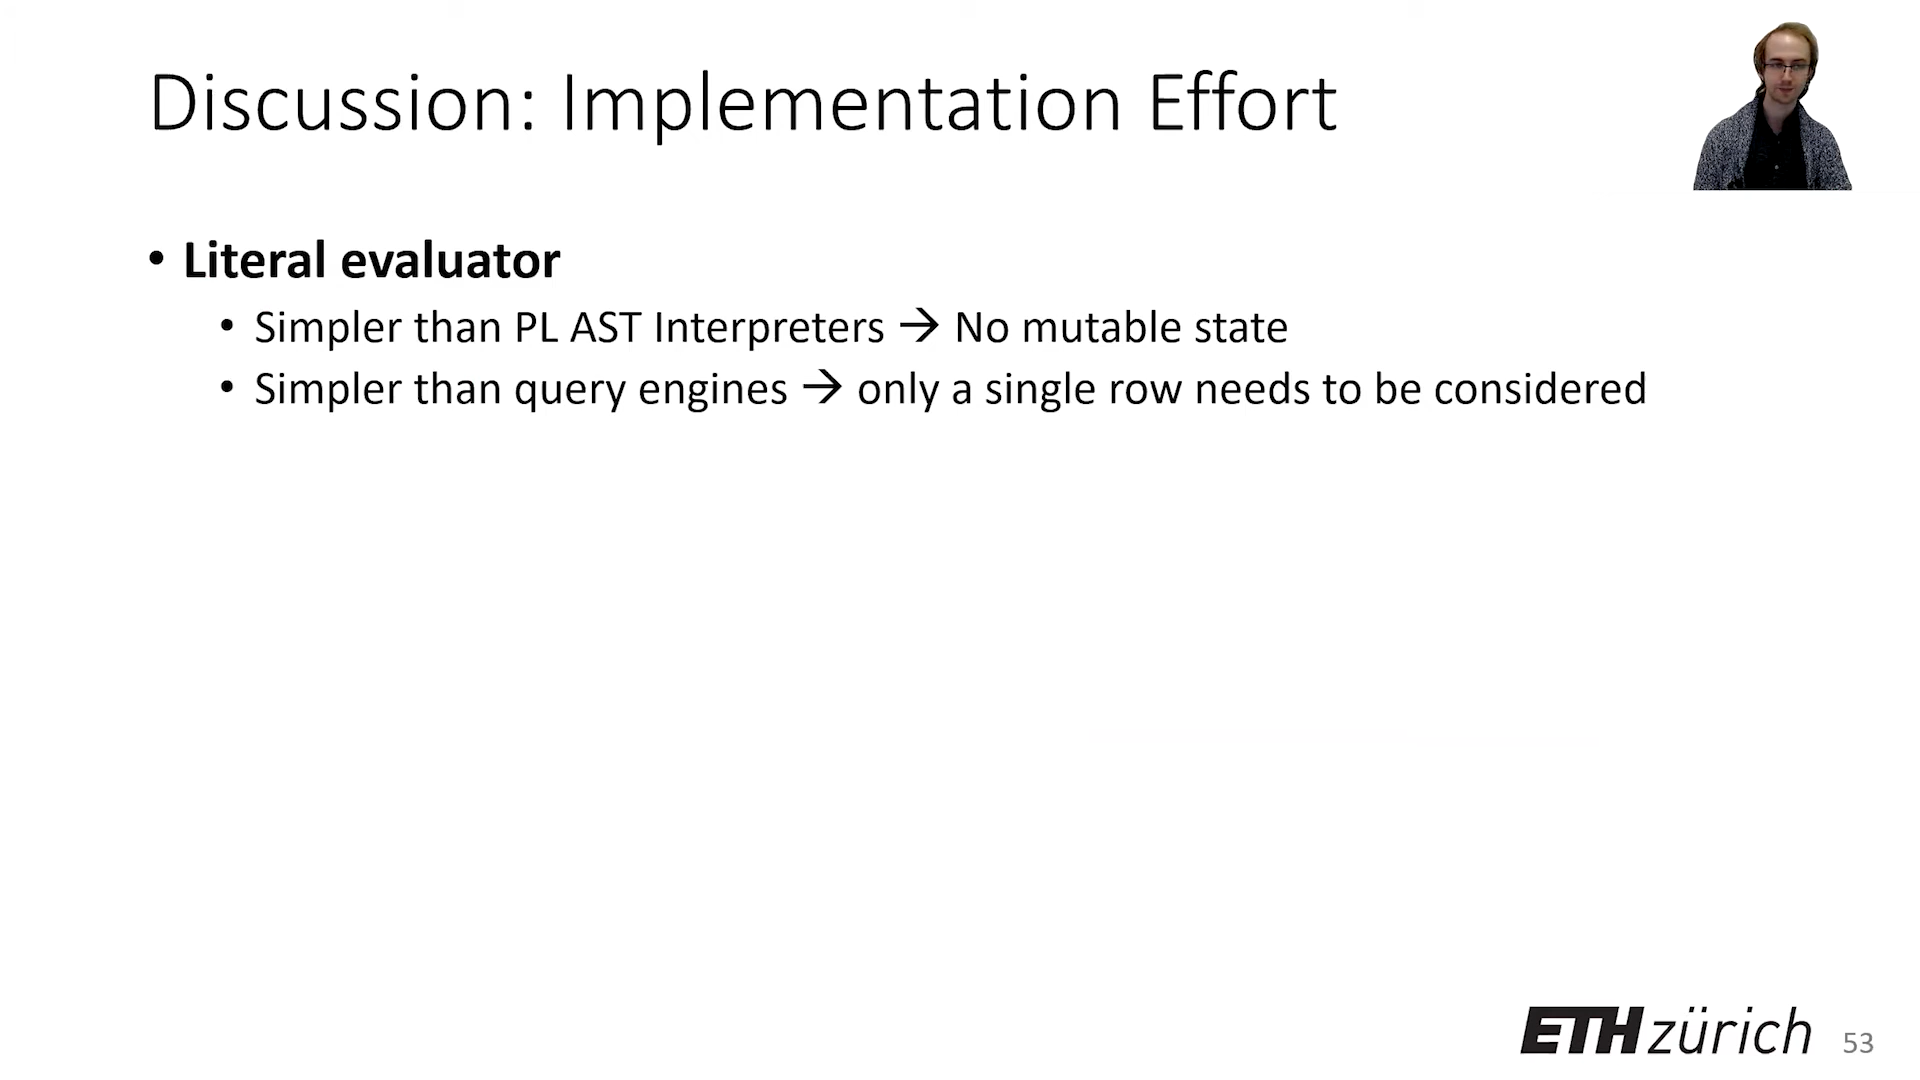 Discussion: Implementation Effort
• Literal evaluator
• Simpler than PL AST Interpreters → No mutable state
• Simpler than query engines → only a single row needs to be considered
ETH zürich 53